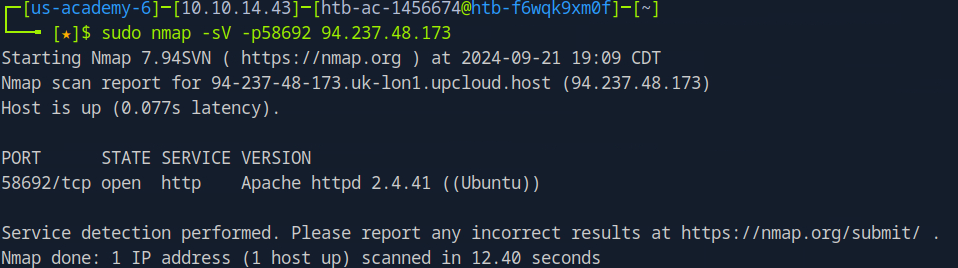 ┌─[us-academy-6]─[10.10.14.43]─[htb-ac-1456674@htb-f6wqk9xm0f]─[~]
└──╼ [★]$ sudo nmap -sV -p58692 94.237.48.173
Starting Nmap 7.94SVN ( https://nmap.org ) at 2024-09-21 19:09 CDT
Nmap scan report for 94-237-48-173.uk-lon1.upcloud.host (94.237.48.173)
Host is up (0.077s latency).
PORT      STATE SERVICE VERSION
58692/tcp open  http    Apache httpd 2.4.41 ((Ubuntu))
Service detection performed. Please report any incorrect results at https://nmap.org/submit/ .
Nmap done: 1 IP address (1 host up) scanned in 12.40 seconds